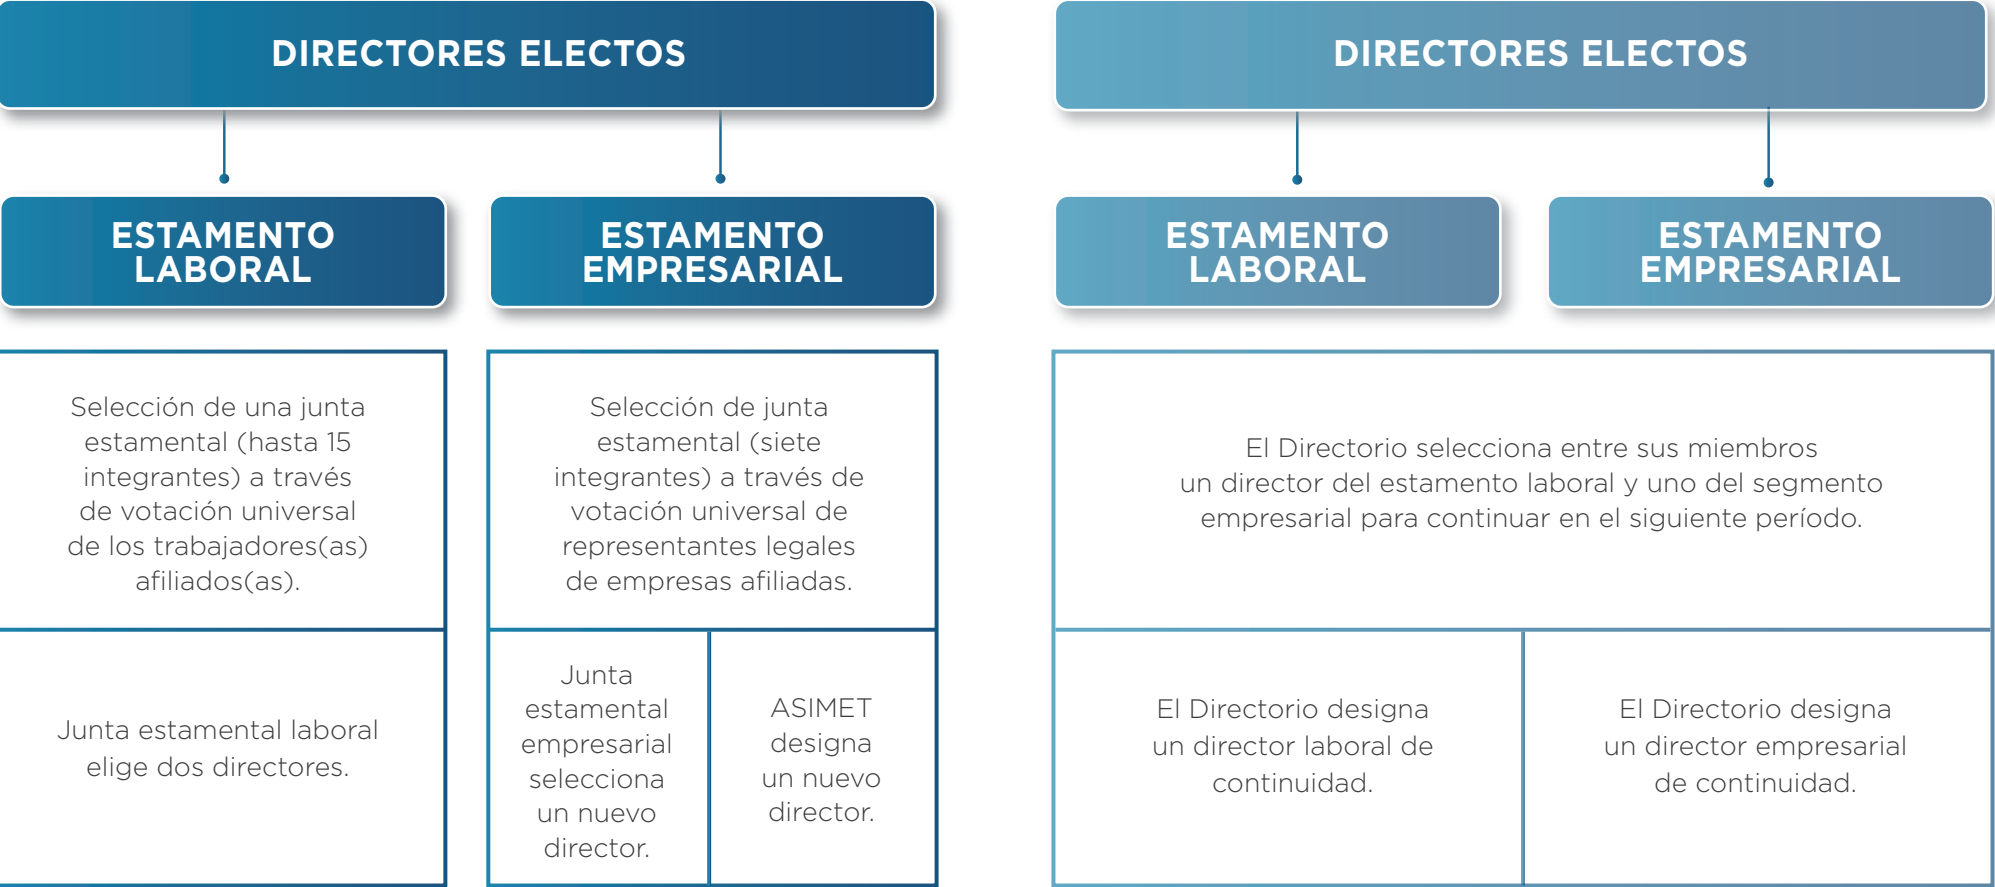 DIRECTORES ELECTOS
ESTAMENTO
LABORAL
ESTAMENTO
EMPRESARIAL
Selección de una junta
estamental (hasta 15
integrantes) a través
de votación universal
de los trabajadores(as)
afiliados(as).
Selección de junta
estamental (siete
integrantes) a través de
votación universal de
representantes legales
de empresas afiliadas.
Junta estamental laboral
elige dos directores.
Junta
estamental
empresarial
selecciona
un nuevo
director.
ASIMET
designa
un nuevo
director.
DIRECTORES ELECTOS
ESTAMENTO
LABORAL
ESTAMENTO
EMPRESARIAL
El Directorio selecciona entre sus miembros
un director del estamento laboral y uno del segmento
empresarial para continuar en el siguiente período.
El Directorio designa
un director laboral de
continuidad.
El Directorio designa
un director empresarial
de continuidad.